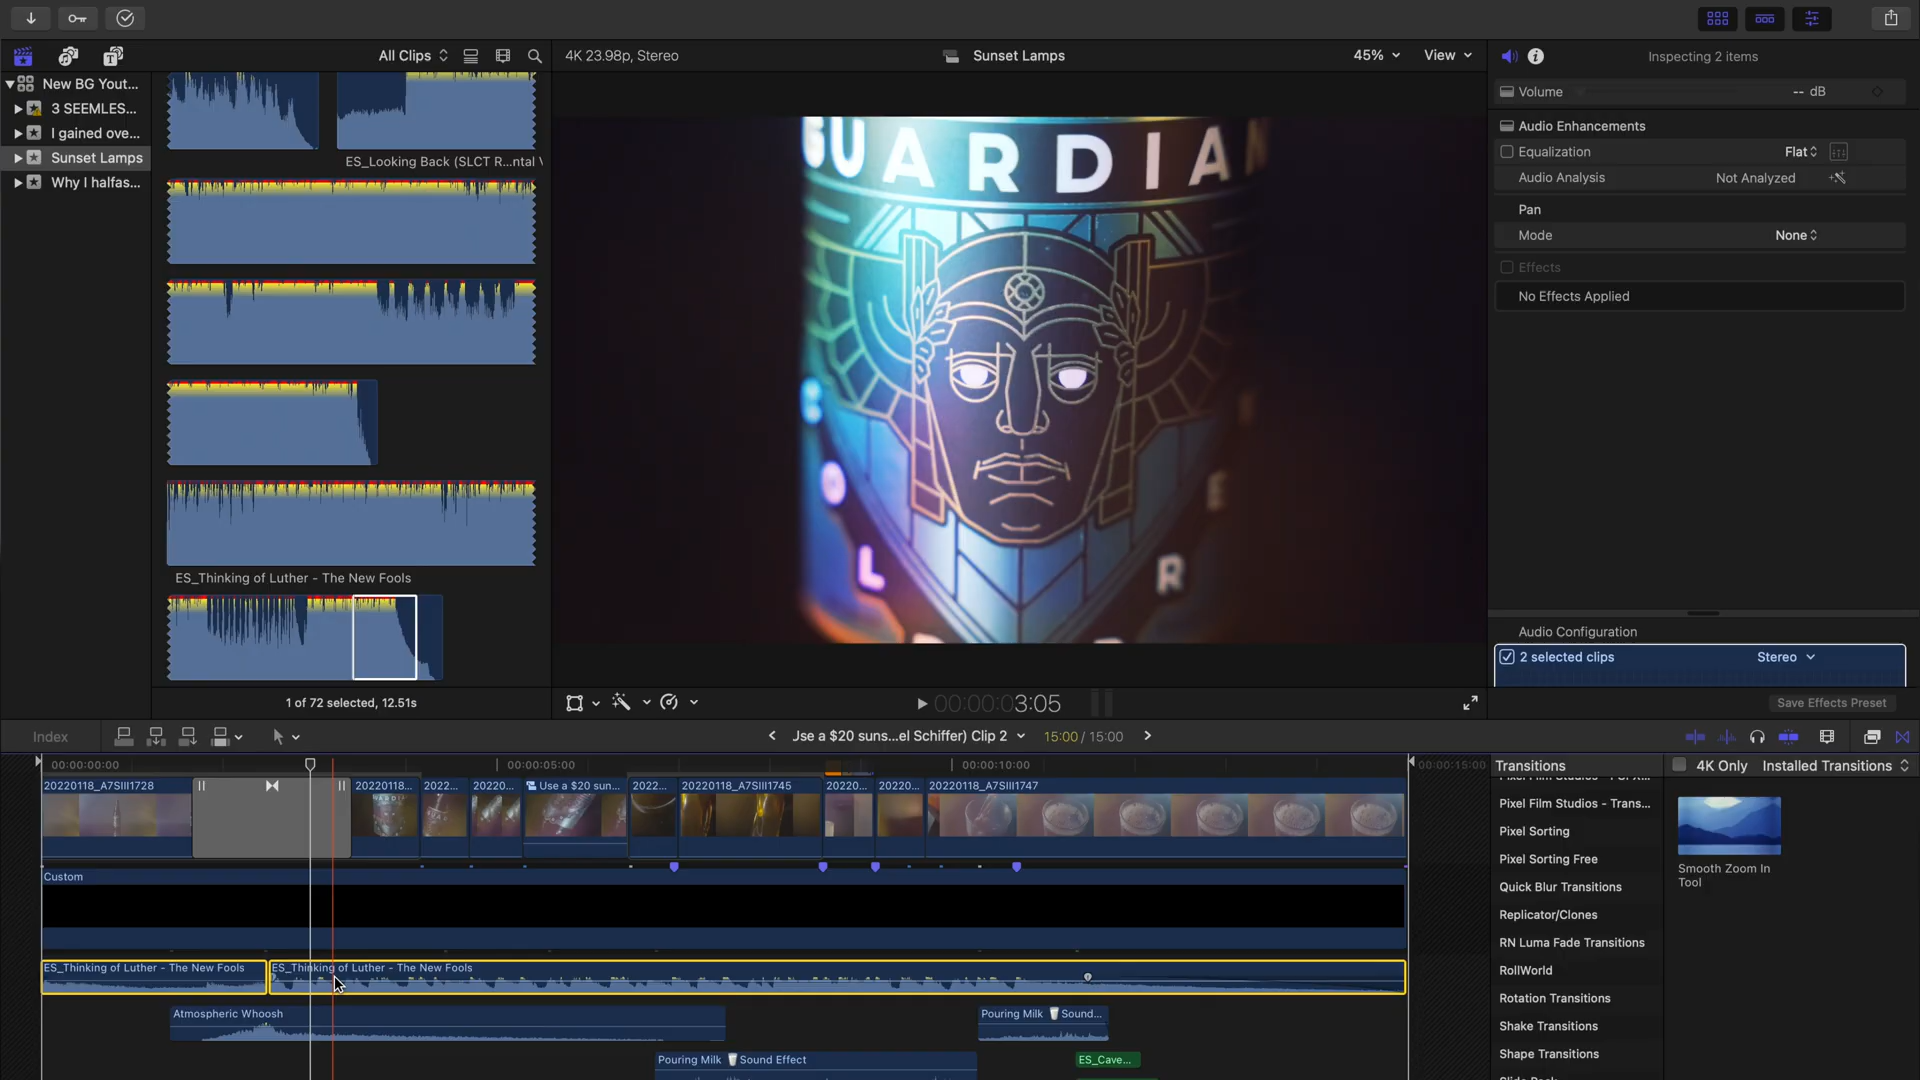 All Clips
4K 23.98p, Stereo
Sunset Lamps
45%
View
Inspecting 2 items
New BG Yout...
3 SEEMLES...
I gained ove...
Sunset Lamps
Why I halfas...
ES_Looking Back (SLCT R...ntal V
ES_Thinking of Luther - The New Fools
1 of 72 selected, 12.51s
GUARDIAN
E
O
L
E
R
Volume
-- dB
Audio Enhancements
Equalization
Flat
Audio Analysis
Not Analyzed
Pan
Mode
None
Effects
No Effects Applied
Audio Configuration
2 selected clips
Stereo
Save Effects Preset
00:00:00:03:05
Index
Jse a $20 suns...el Schiffer) Clip 2
15:00 / 15:00
00:00:00:00
00:00:05:00
00:00:10:00
00:00:15:00
20220118_A7SIII1728
20220118...
2022...
20220...
Use a $20 sun...
2022...
20220118_A7SIII1745
20220...
20220...
20220118_A7SIII1747
Custom
ES_Thinking of Luther - The New Fools
ES_Thinking of Luther - The New Fools
Atmospheric Whoosh
Pouring Milk 🥛Sound...
Pouring Milk 🥛Sound Effect
ES_Cave...
Transitions
4K Only
Installed Transitions
Pixel Film Studios - Trans...
Pixel Sorting
Pixel Sorting Free
Quick Blur Transitions
Replicator/Clones
RN Luma Fade Transitions
RollWorld
Rotation Transitions
Shake Transitions
Shape Transitions
Smooth Zoom In
Tool